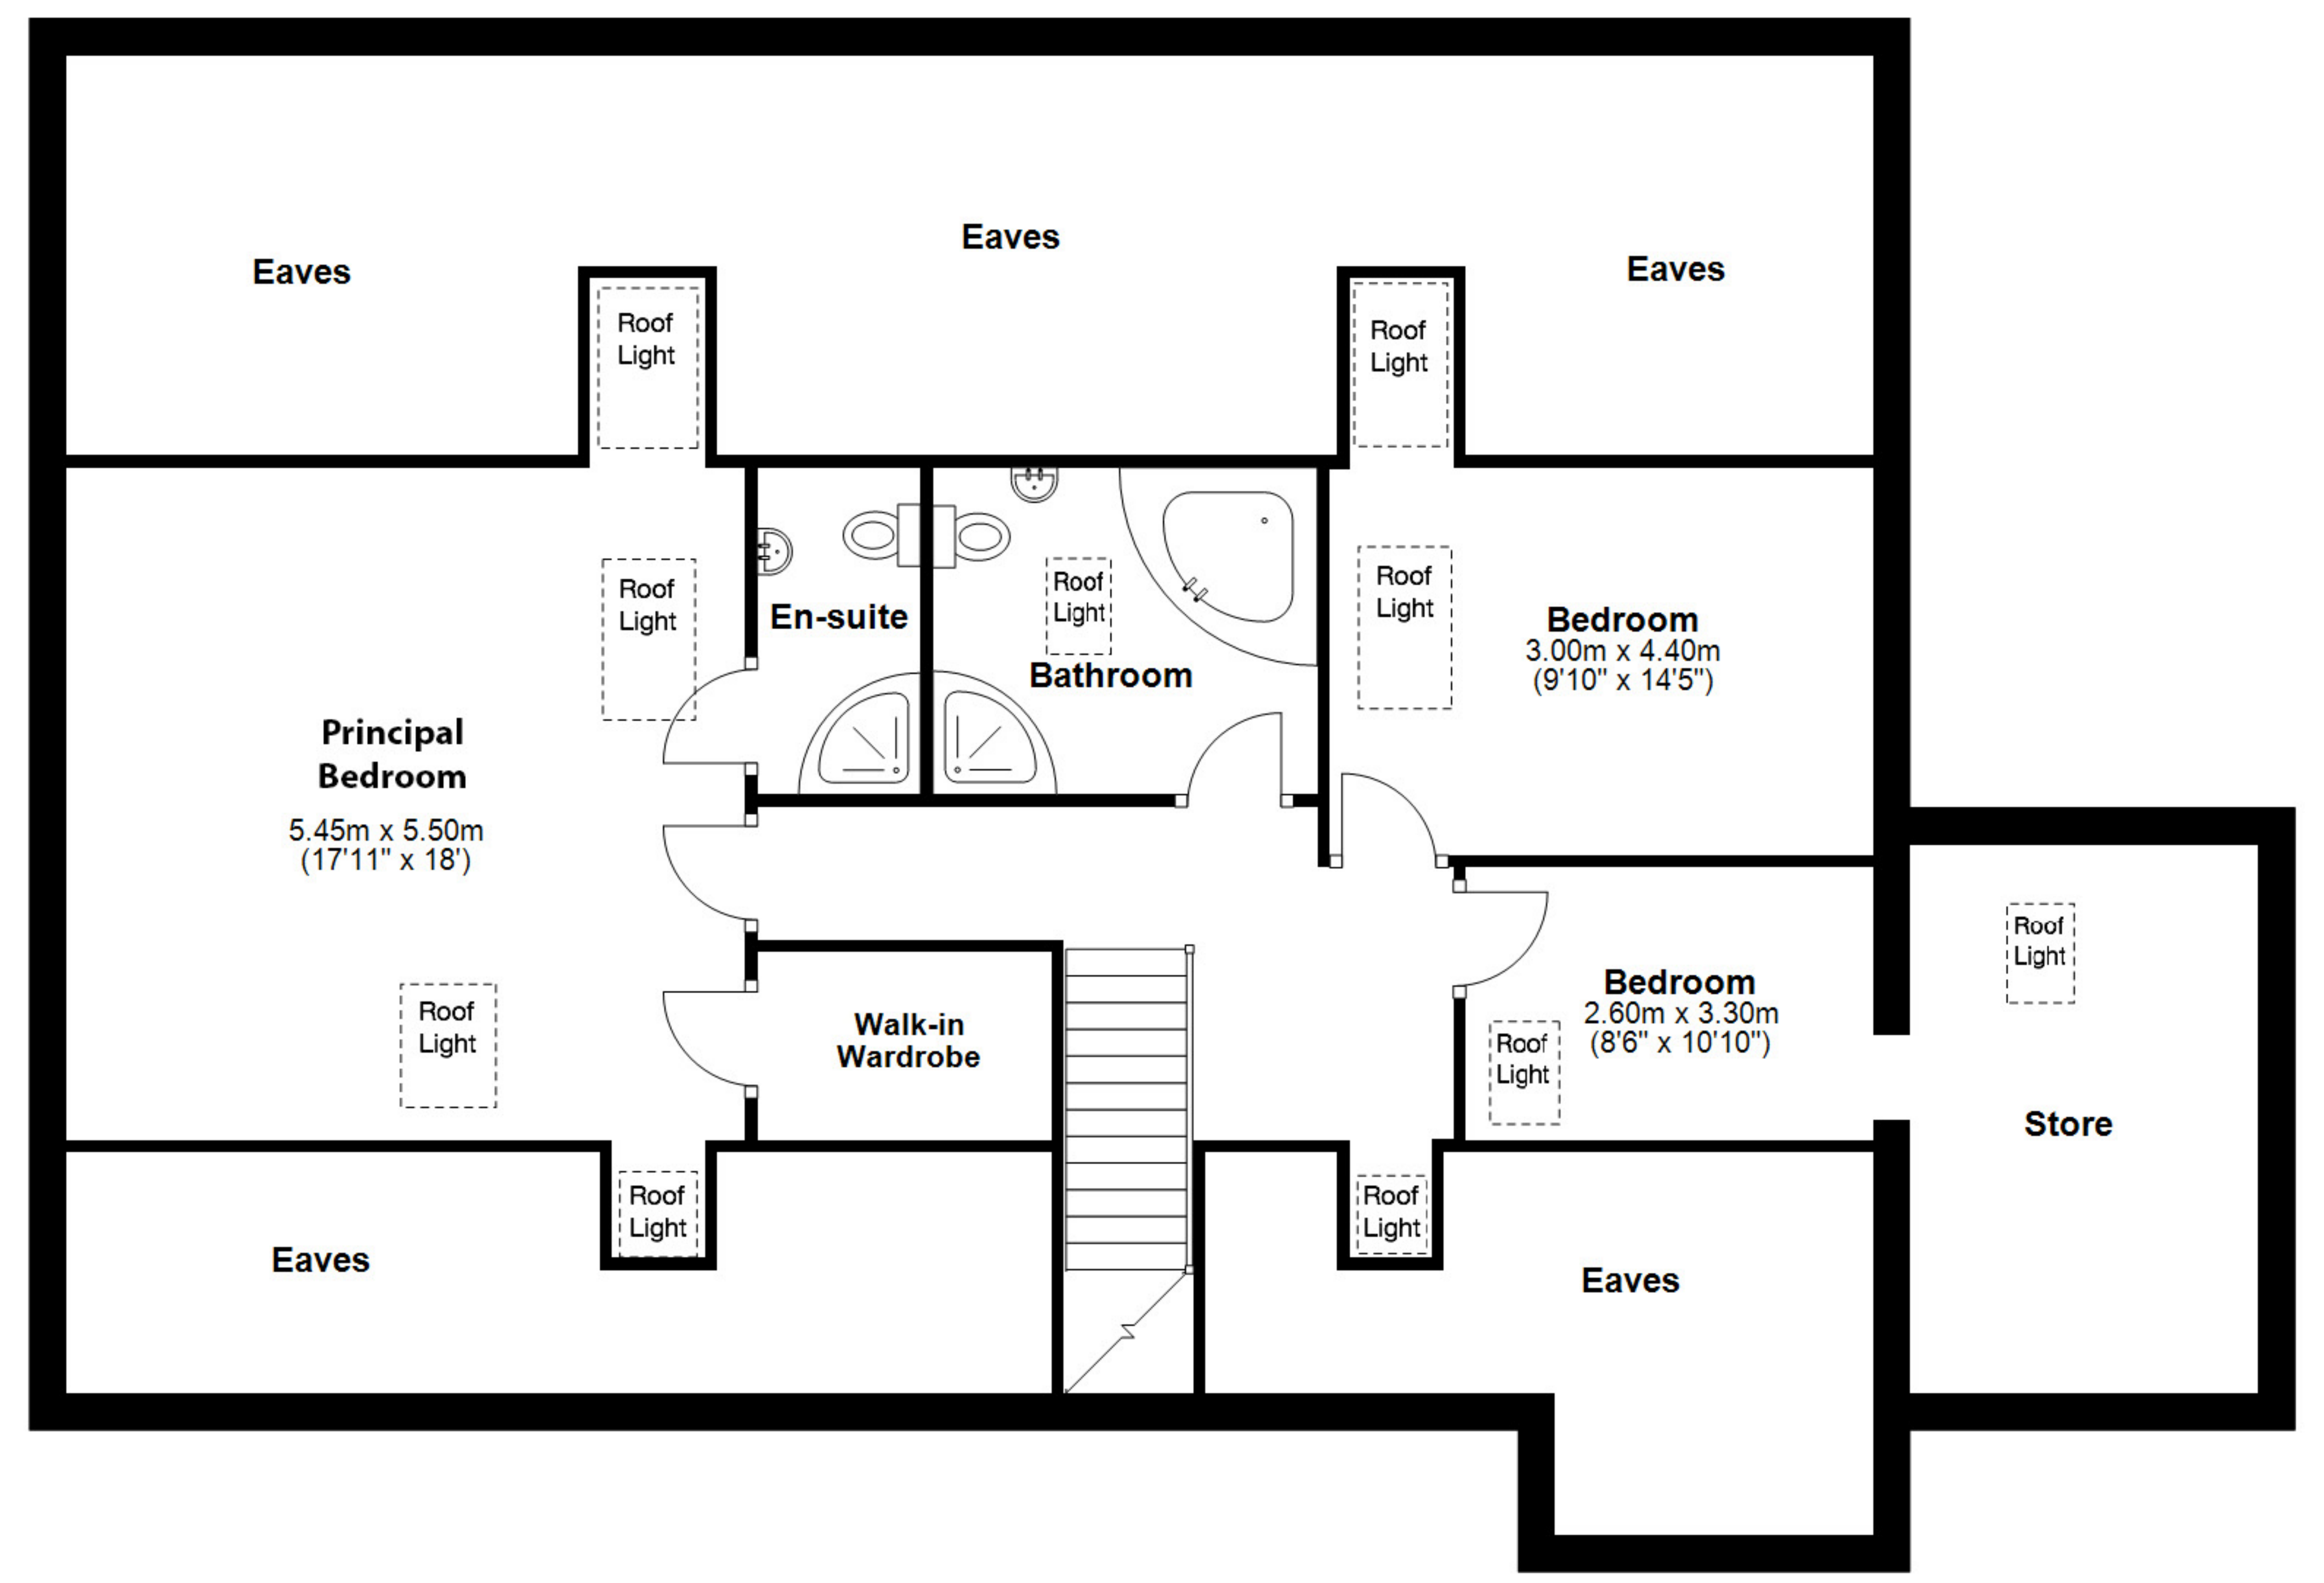 Eaves
Eaves
Eaves
Roof
Light
Roof
Light
Roof
Light
En-suite
Roof
Light
Bathroom
Roof
Light
Bedroom
3.00m x 4.40m
(9'10" x 14'5")
Principal
Bedroom
5.45m x 5.50m
(17'11" x 18')
Roof
Light
Walk-in
Wardrobe
Bedroom
2.60m x 3.30m
(8'6" x 10'10")
Roof
Light
Roof
Light
Store
Eaves
Roof
Light
Roof
Light
Eaves